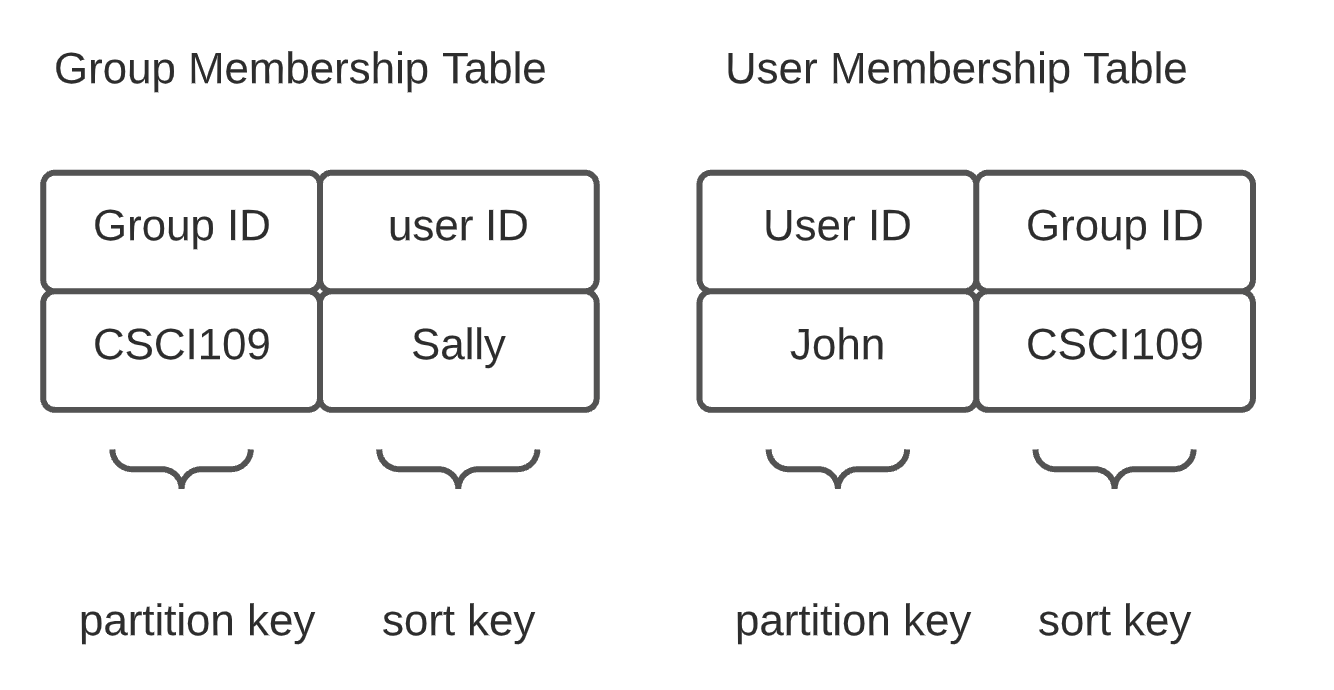 Group Membership Table
User Membership Table
Group ID
user ID
User ID
Group ID
CSCI109
Sally
John
CSCI109
partition key
sort key
partition key
sort key